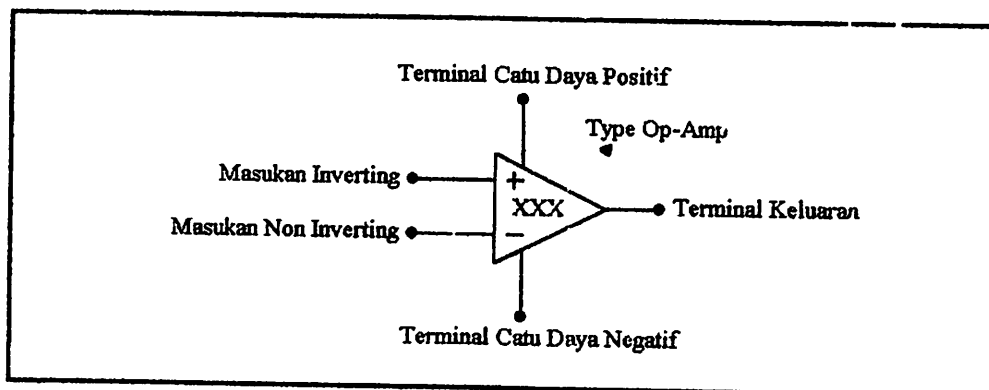 Terminal Catu Daya Positif
Type Op-Amp
Masukan Inverting
+
XXX
Terminal Keluaran
Masukan Non Inverting
−
Terminal Catu Daya Negatif